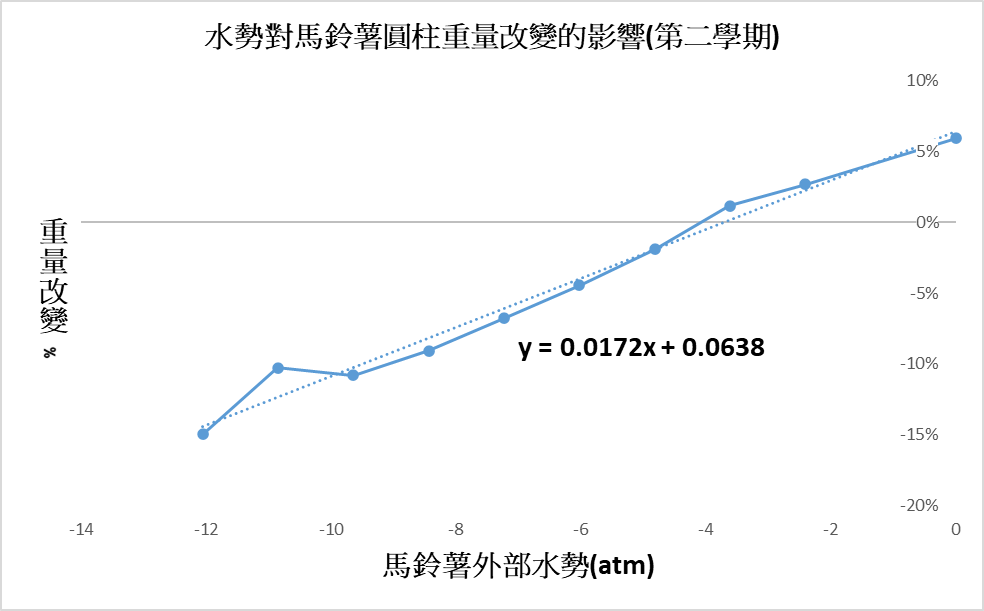 水勢對馬鈴薯圓柱重量改變的影響(第二學期)
10%
5%
0%
-5%
-10%
-15%
-20%
重量改變 %
y = 0.0172x + 0.0638
-14 -12 -10 -8 -6 -4 -2 0
馬鈴薯外部水勢(atm)